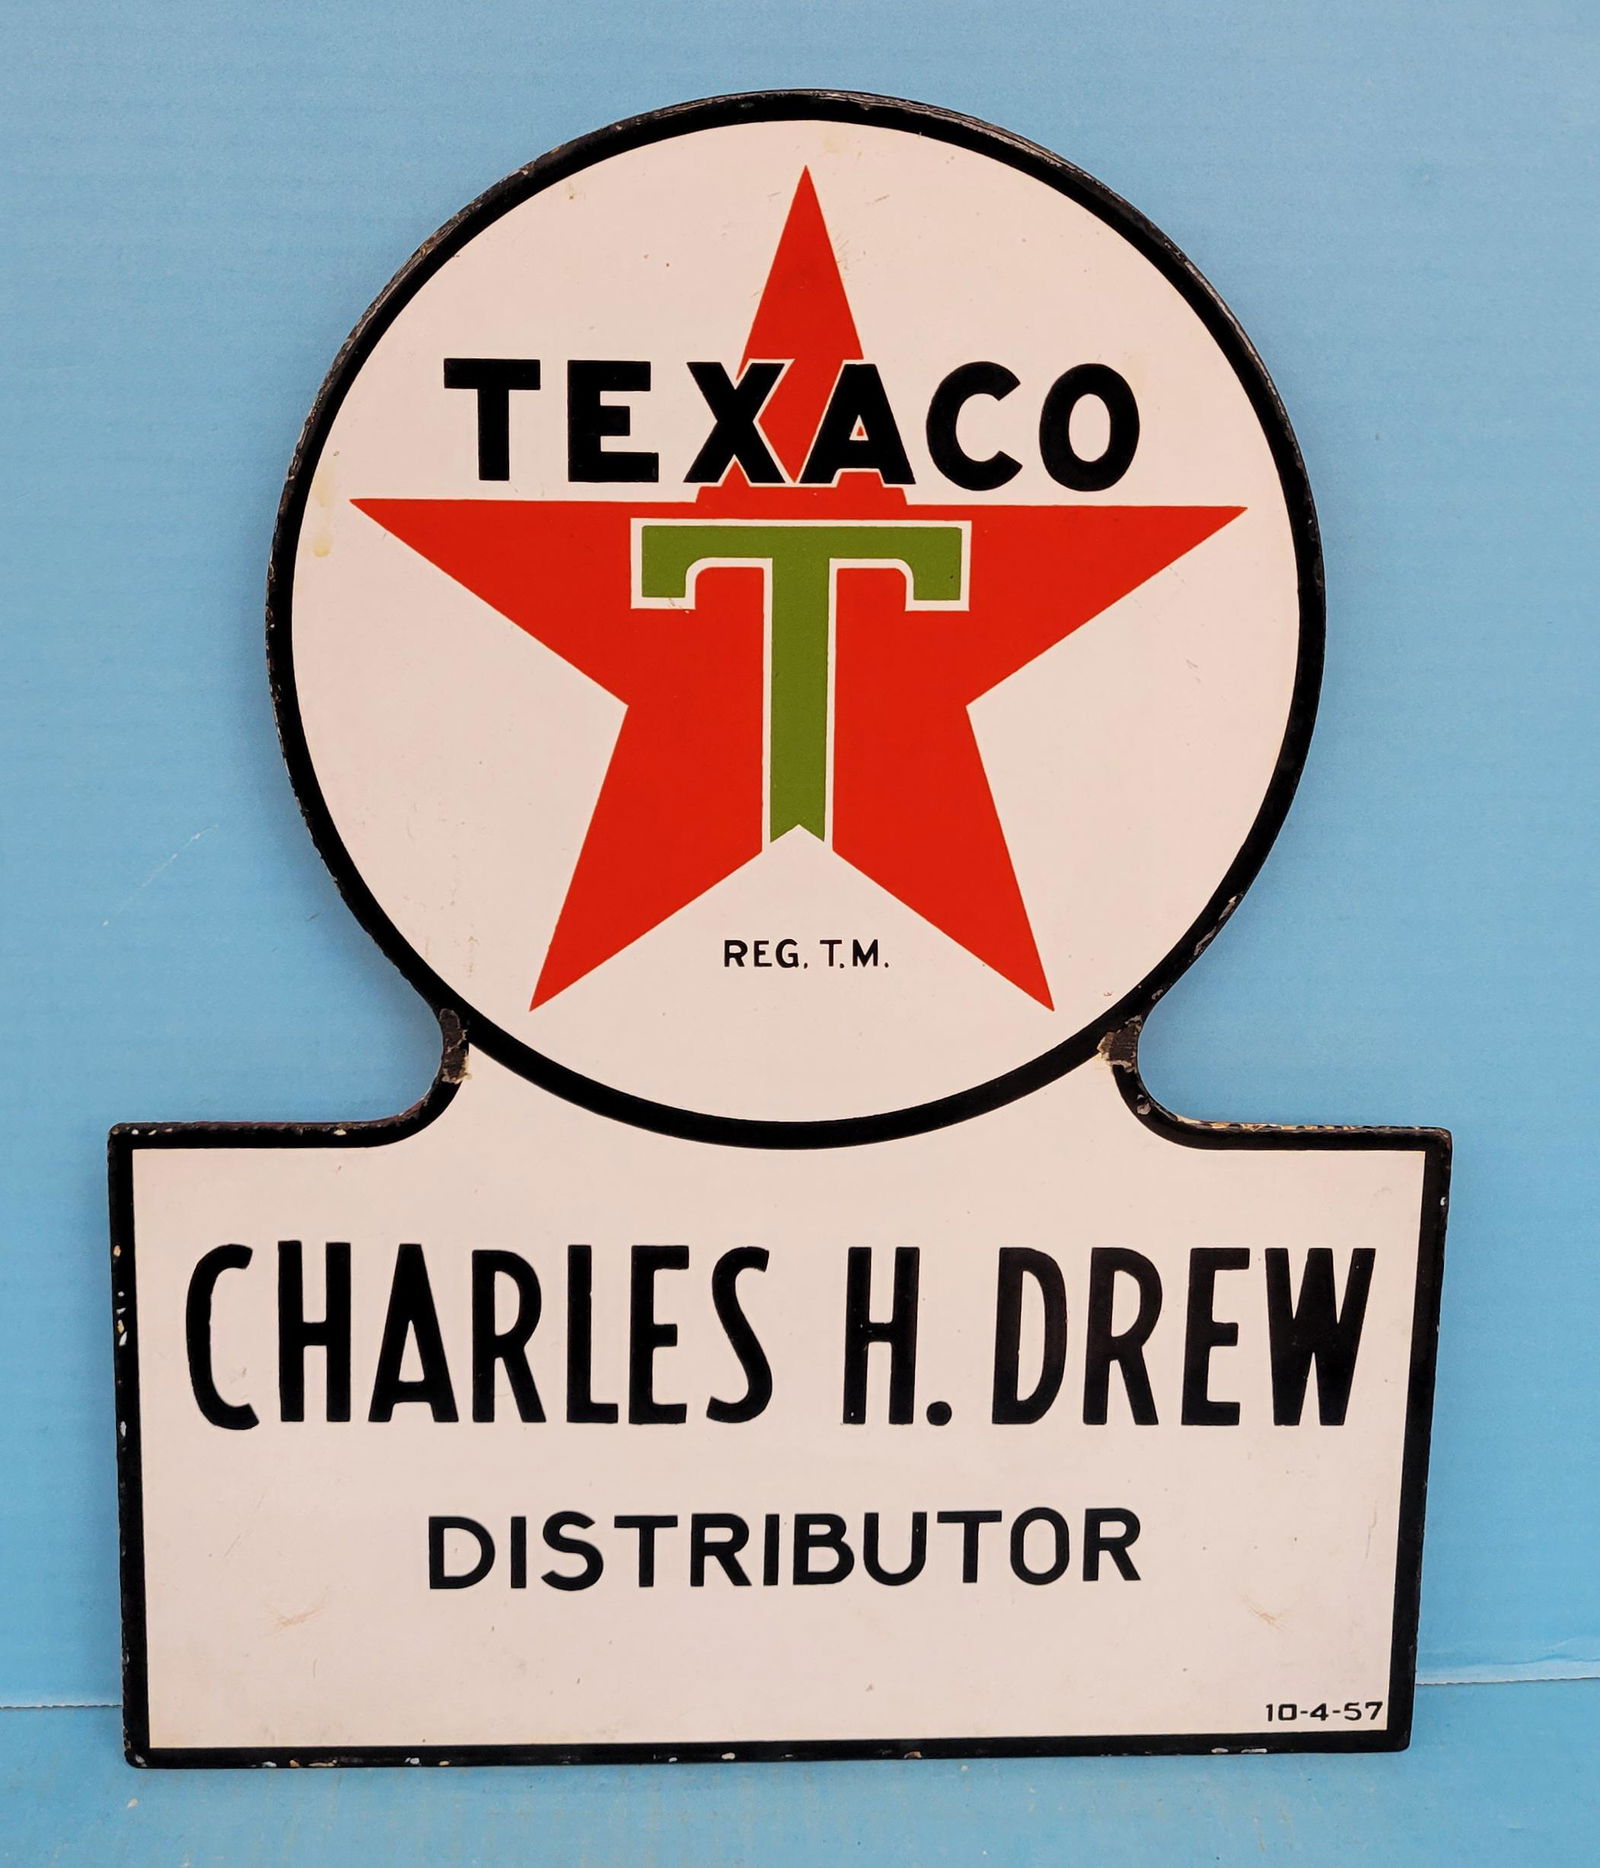 TEXACO
T
REG. T.M.
CHARLES H. DREW
DISTRIBUTOR
10-4-57